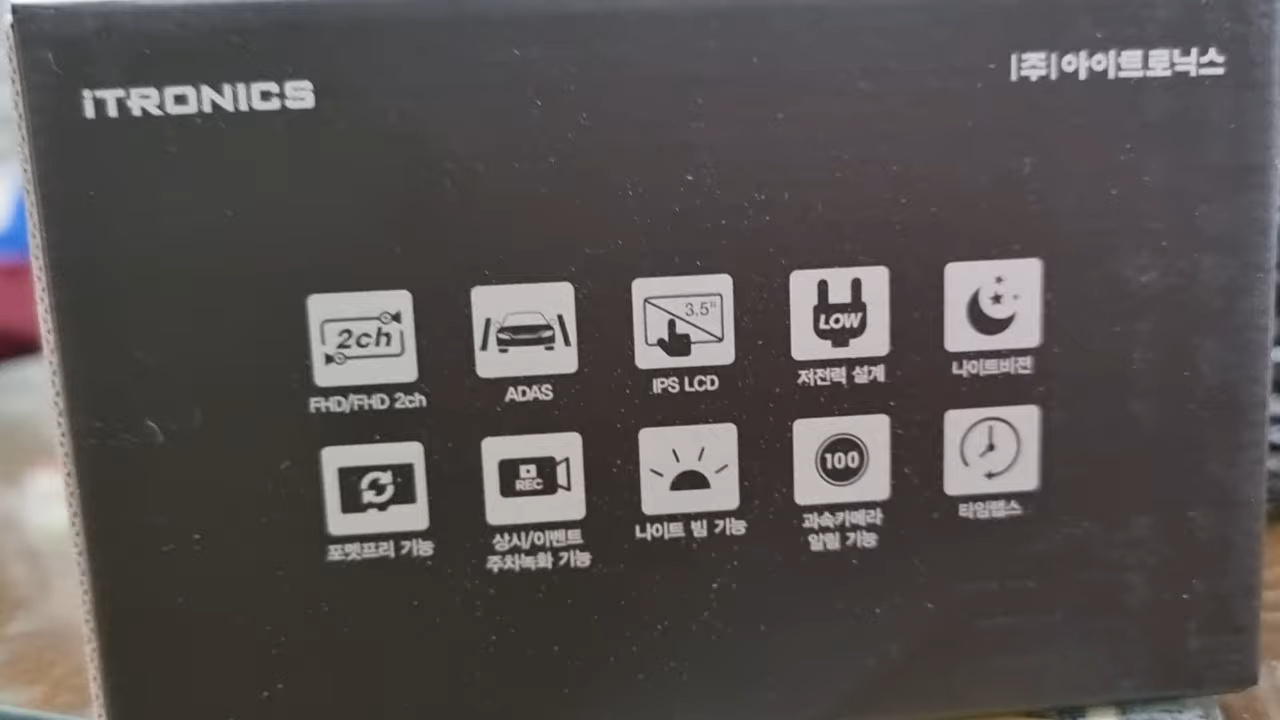 iTRONICS
|주|아이트로닉스
2ch
3.5"
LOW
FHD/FHD 2ch
ADAS
IPS LCD
저전력 설계
나이트비전
REC
100
포멧프리 기능
상시/이벤트
주차녹화 기능
나이트 빔 기능
과속카메라
알림 기능
타임랩스